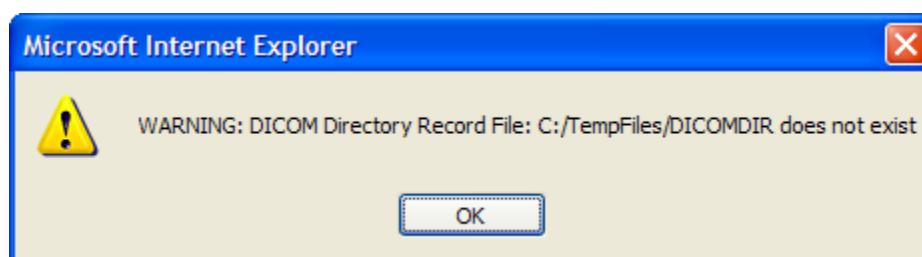 Microsoft Internet Explorer
WARNING: DICOM Directory Record File: C:/TempFiles/DICOMDIR does not exist
OK